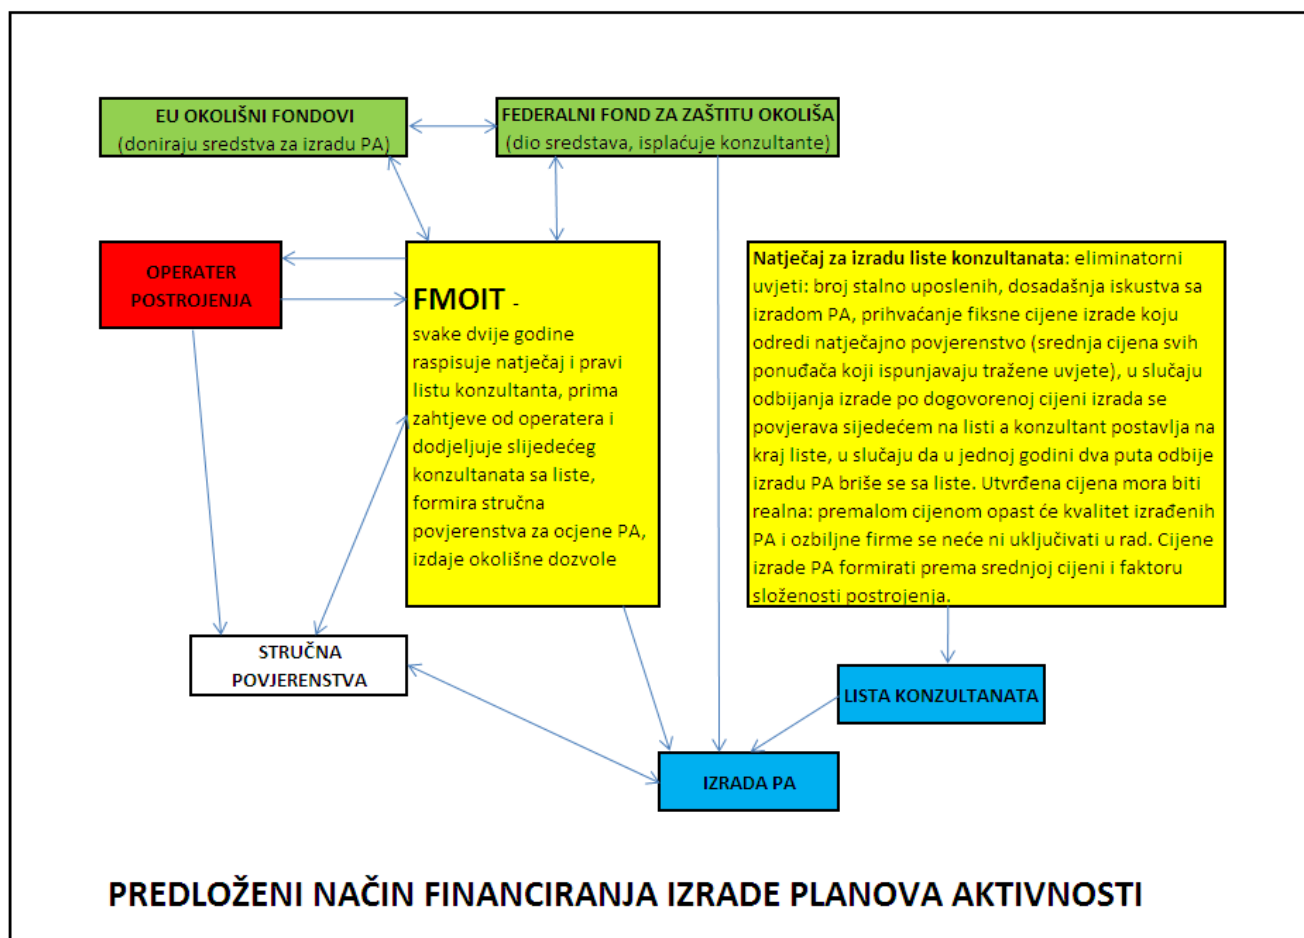 EU OKOLIŠNI FONDOVI
(doniraju sredstva za izradu PA)
FEDERALNI FOND ZA ZAŠTITU OKOLIŠA
(dio sredstava, isplaćuje konzultante)
OPERATER
POSTROJENJA
FMOIT -
svake dvije godine
raspisuje natječaj i pravi
listu konzultanta, prima
zahtjeve od operatera i
dodjeljuje slijedećeg
konzultanata sa liste,
formira stručna
povjerenstva za ocjene PA,
izdaje okolišne dozvole
Natječaj za izradu liste konzultanata: eliminatorni
uvjeti: broj stalno uposlenih, dosadašnja iskustva sa
izradom PA, prihvaćanje fiksne cijene izrade koju
odredi natječajno povjerenstvo (srednja cijena svih
ponuđača koji ispunjavaju tražene uvjete), u slučaju
odbijanja izrade po dogovorenoj cijeni izrada se
povjerava sijedećem na listi a konzultant postavlja na
kraj liste, u slučaju da u jednoj godini dva puta odbije
izradu PA briše se sa liste. Utvrđena cijena mora biti
realna: premalom cijenom opast će kvalitet izrađenih
PA i ozbiljne firme se neće ni uključivati u rad. Cijene
izrade PA formirati prema srednjoj cijeni i faktoru
složenosti postrojenja.
STRUČNA
POVJERENSTVA
LISTA KONZULTANATA
IZRADA PA
PREDLOŽENI NAČIN FINANCIRANJA IZRADE PLANOVA AKTIVNOSTI